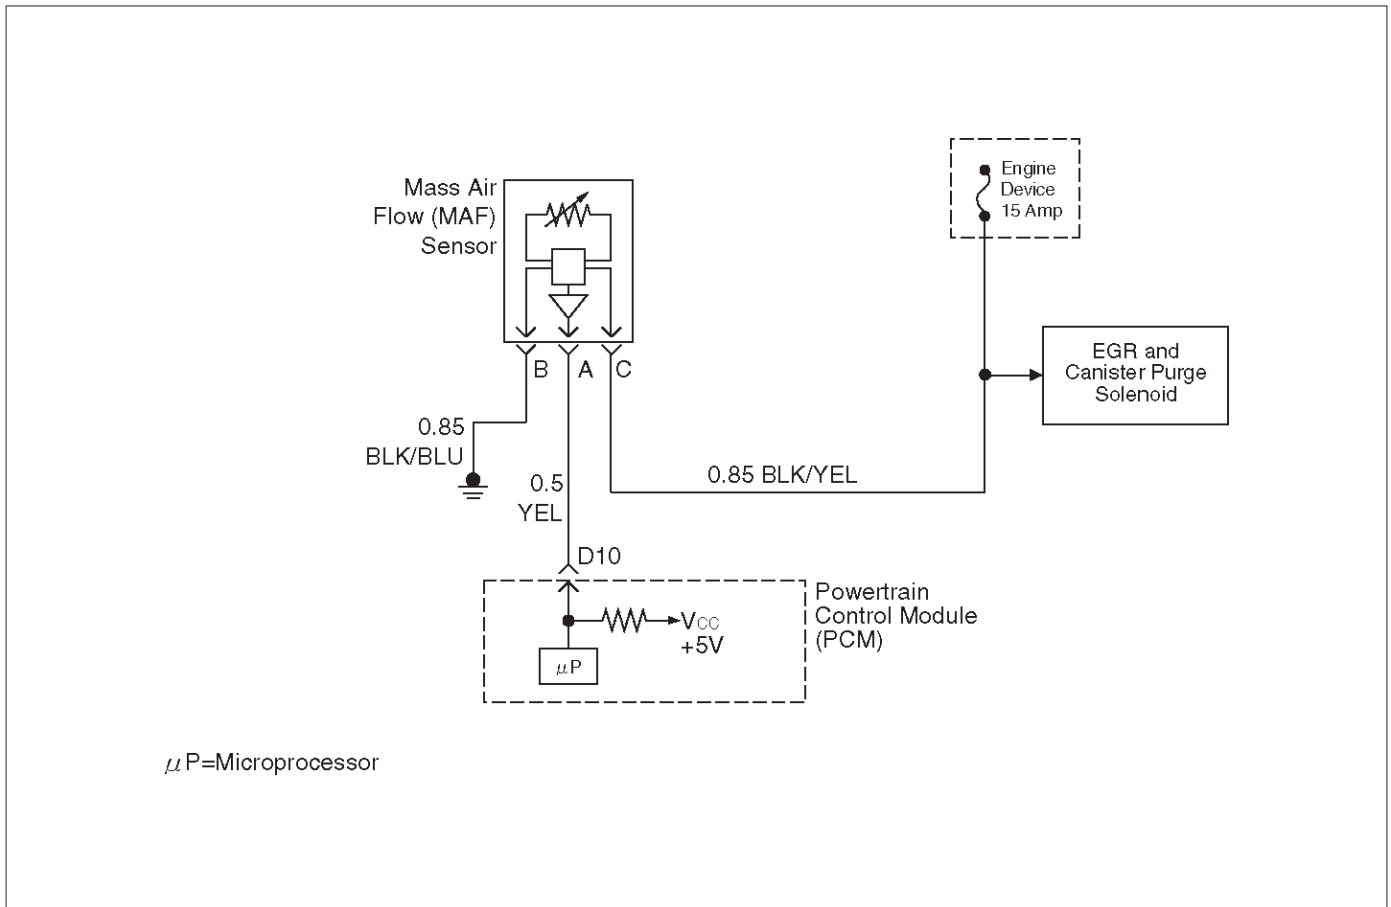 Mass Air
Flow (MAF)
Sensor
Engine
Device
15 Amp
EGR and
Canister Purge
Solenoid
B
A
C
0.85
BLK/BLU
0.5
YEL
0.85 BLK/YEL
D10
Powertrain
Control Module
(PCM)
VCC
+5V
μP
μP=Microprocessor